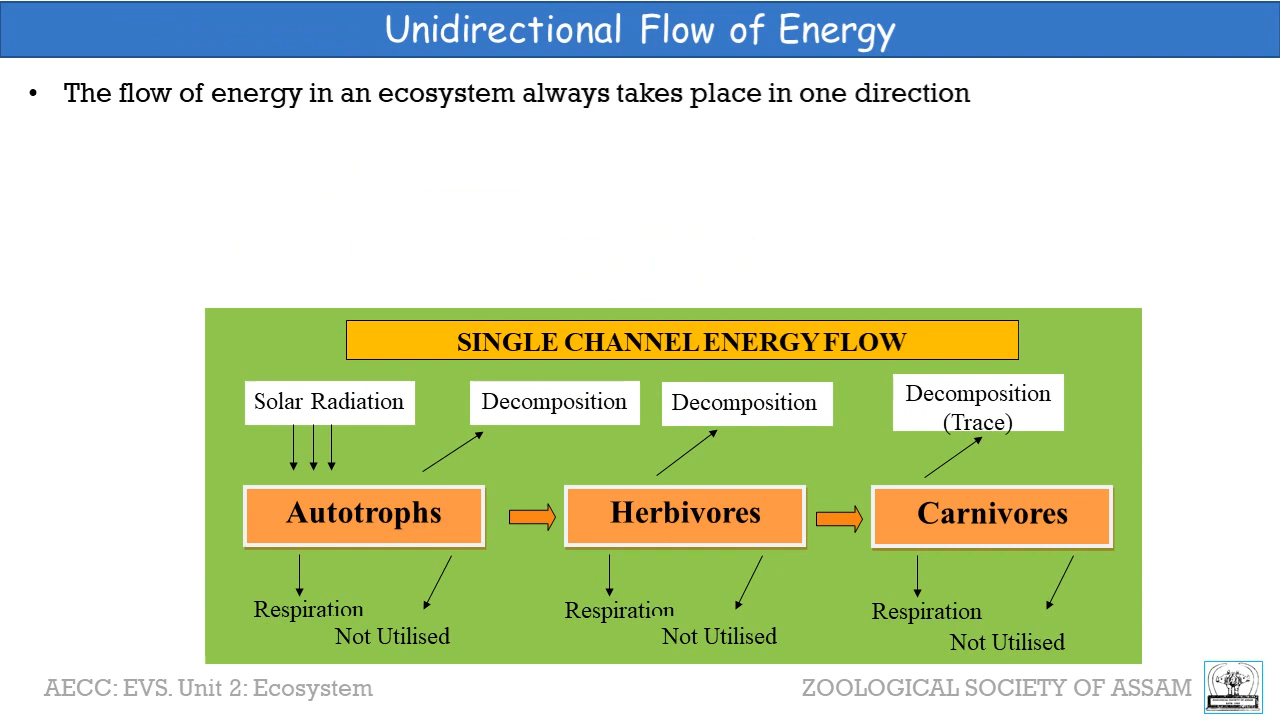 Unidirectional Flow of Energy
• The flow of energy in an ecosystem always takes place in one direction
SINGLE CHANNEL ENERGY FLOW
Solar Radiation
Decomposition
Decomposition
Decomposition
(Trace)
Autotrophs
Herbivores
Carnivores
Respiration
Not Utilised
Respiration
Not Utilised
Respiration
Not Utilised
AECC: EVS. Unit 2: Ecosystem
ZOOLOGICAL SOCIETY OF ASSAM